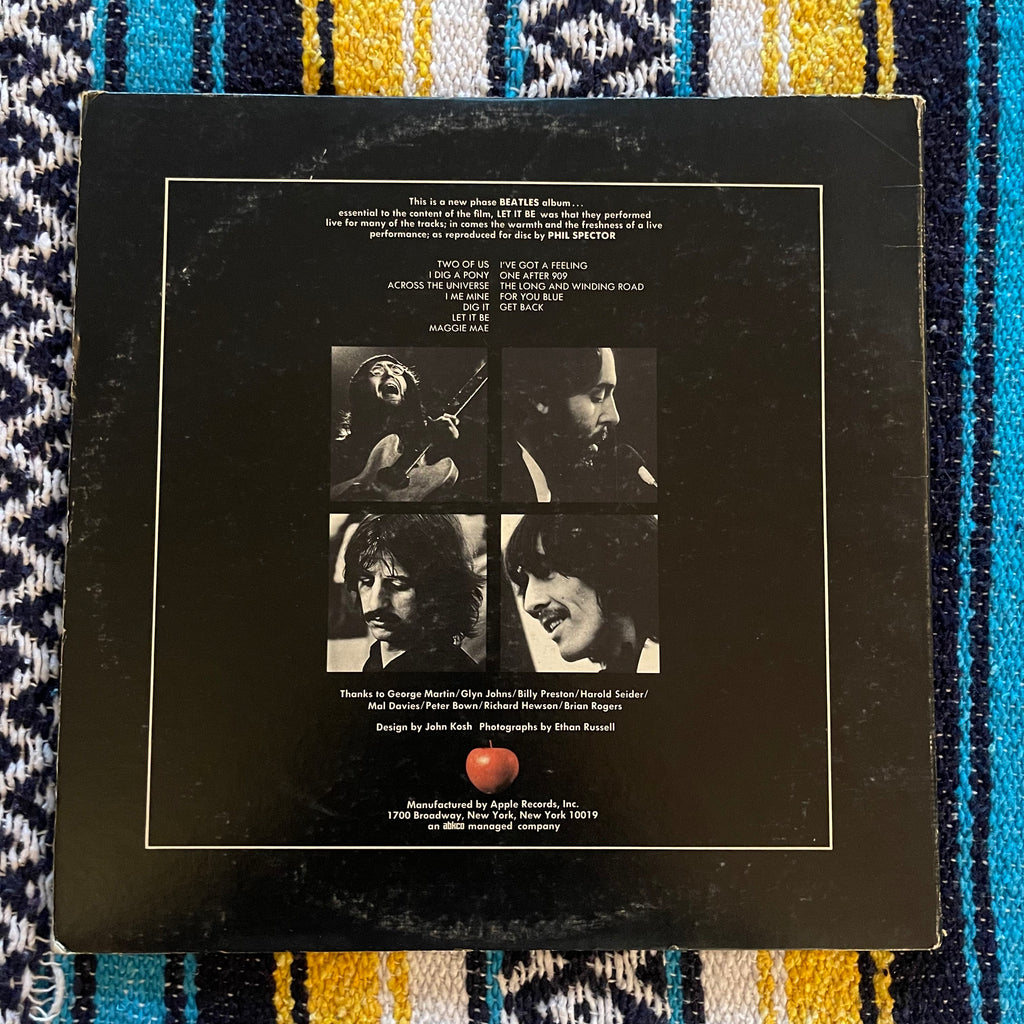 This is a new phase BEATLES album...
essential to the content of the film, LET IT BE was that they performed
live for many of the tracks; in comes the warmth and the freshness of a live
performance; as reproduced for disc by PHIL SPECTOR
TWO OF US
I DIG A PONY
ACROSS THE UNIVERSE
I ME MINE
DIG IT
LET IT BE
MAGGIE MAE
I'VE GOT A FEELING
ONE AFTER 909
THE LONG AND WINDING ROAD
FOR YOU BLUE
GET BACK
Thanks to George Martin/Glyn Johns/Billy Preston/Harold Seider/
Mal Davies/Peter Bown/Richard Hewson/Brian Rogers
Design by John Kosh Photographs by Ethan Russell
Manufactured by Apple Records, Inc.
1700 Broadway, New York, New York 10019
an abkco managed company